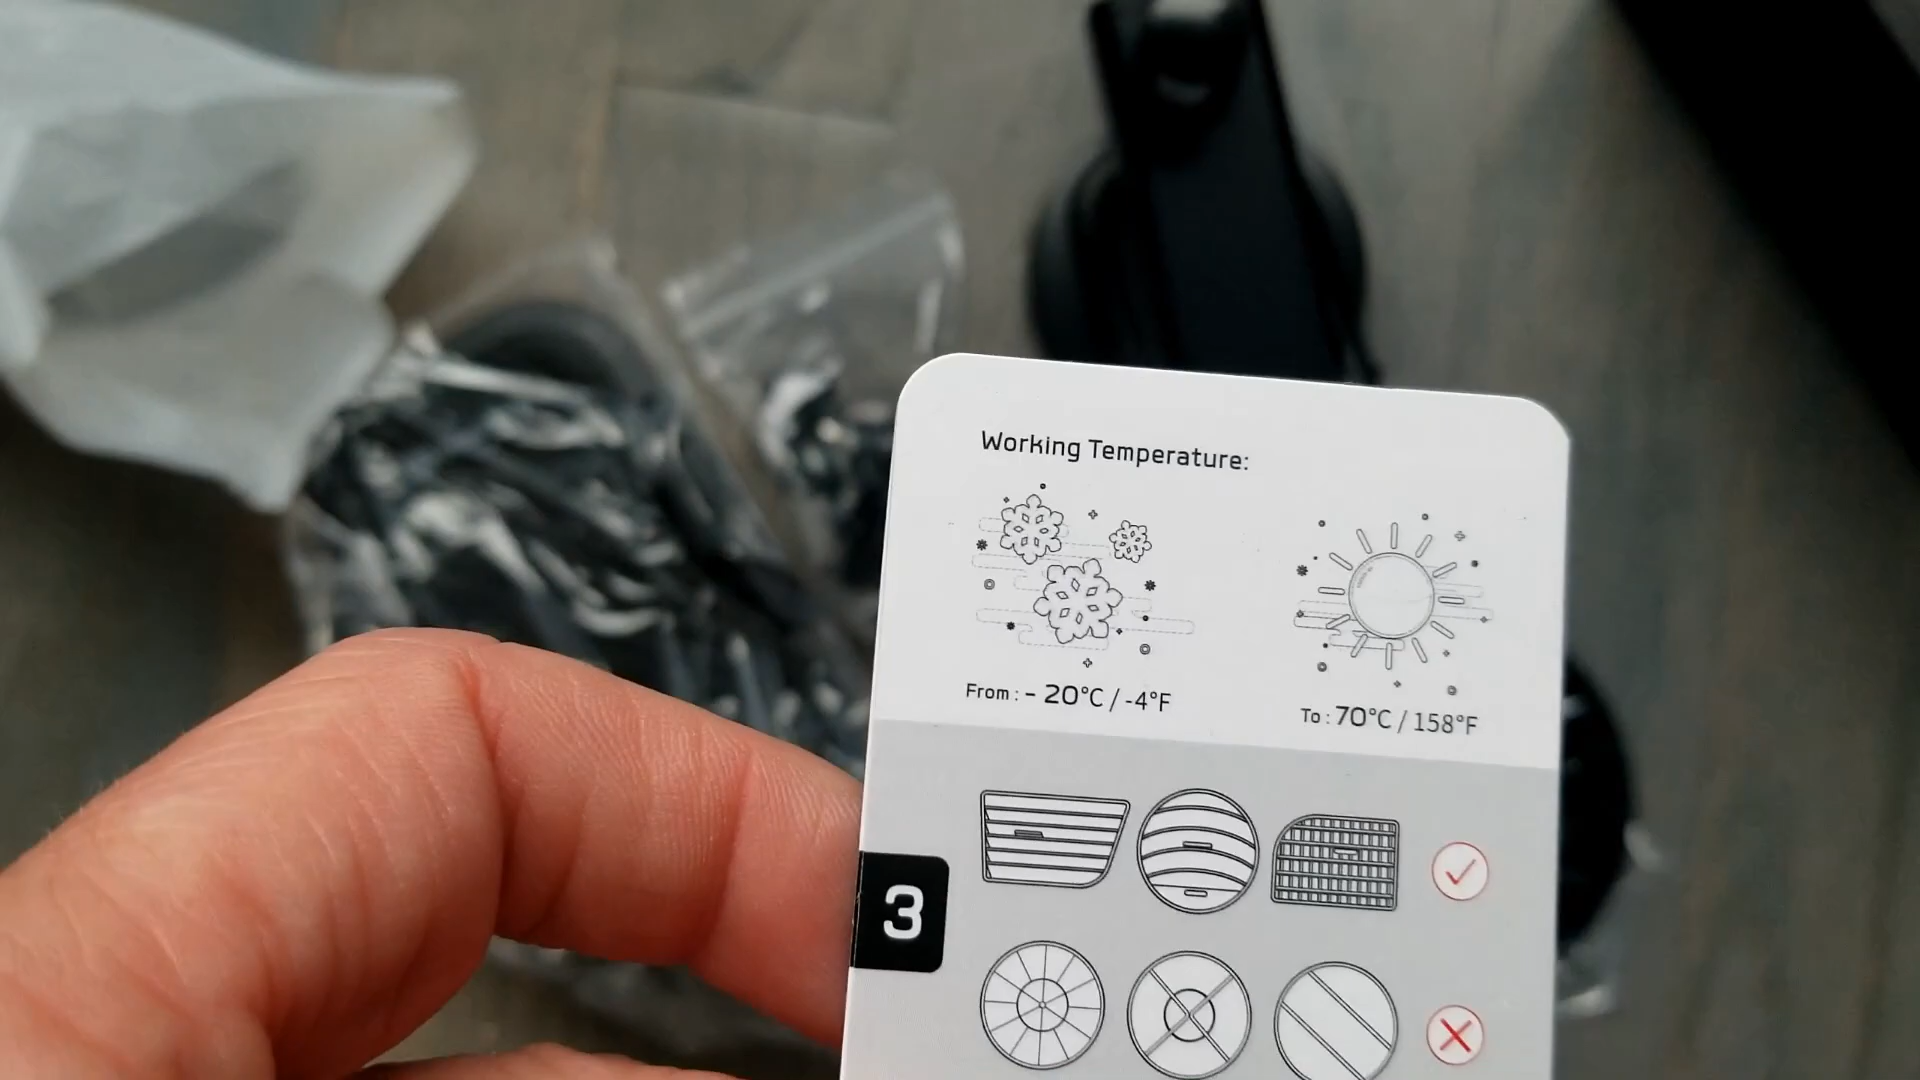 Working Temperature:
From : - 20°C / -4°F
To : 70°C / 158°F
3